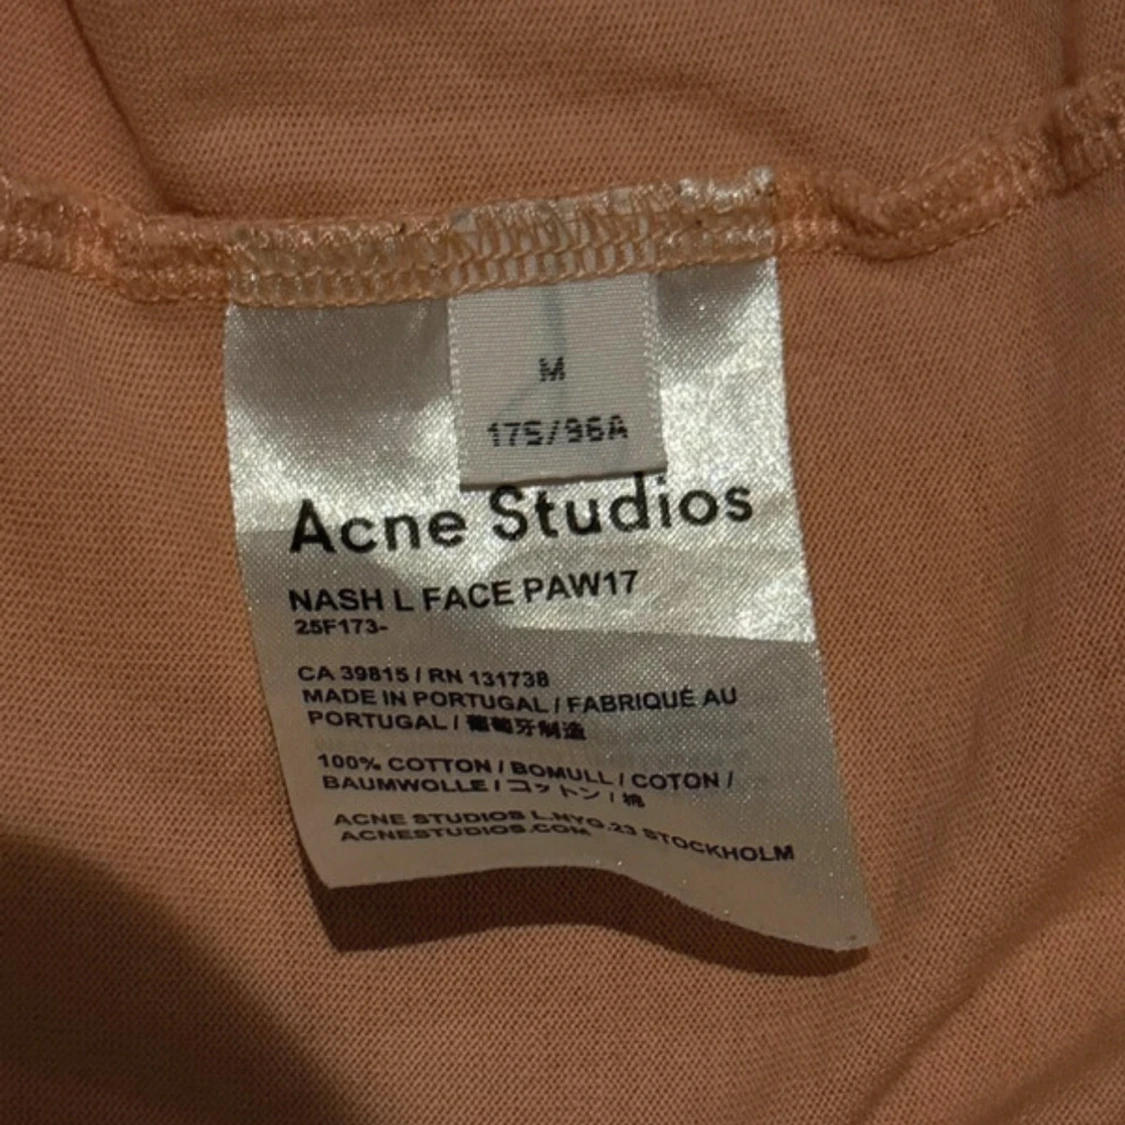 M
175/96A
Acne Studios
NASH L FACE PAW17
25F173-
CA 39815 / RN 131738
MADE IN PORTUGAL / FABRIQUÉ AU
PORTUGAL / 葡萄牙制造
100% COTTON / BOMULL / COTON /
BAUMWOLLE / コットン / 棉
ACNE STUDIOS L.NYG.23 STOCKHOLM
ACNESTUDIOS.COM